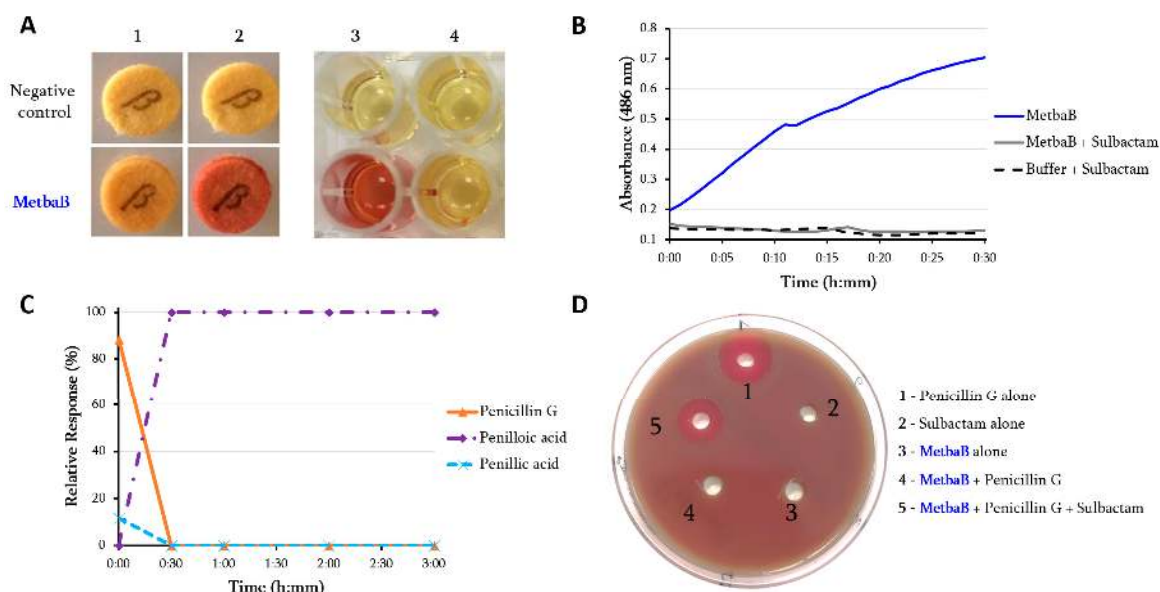 A
1
2
3
4
Negative
control
MetbaB
β
β
β
β
B
Absorbance (486 nm)
0.8
0.7
0.6
0.5
0.4
0.3
0.2
0.1
0:00
0:05
0:10
0:15
0:20
0:25
0:30
Time (h:mm)
MetbaB
MetbaB + Sulbactam
Buffer + Sulbactam
C
Relative Response (%)
100
80
60
40
20
0
0:00
0:30
1:00
1:30
2:00
2:30
3:00
Time (h:mm)
Penicillin G
Penilloic acid
Penillic acid
D
1
2
5
4
3
1 - Penicillin G alone
2 - Sulbactam alone
3 - MetbaB alone
4 - MetbaB + Penicillin G
5 - MetbaB + Penicillin G + Sulbactam